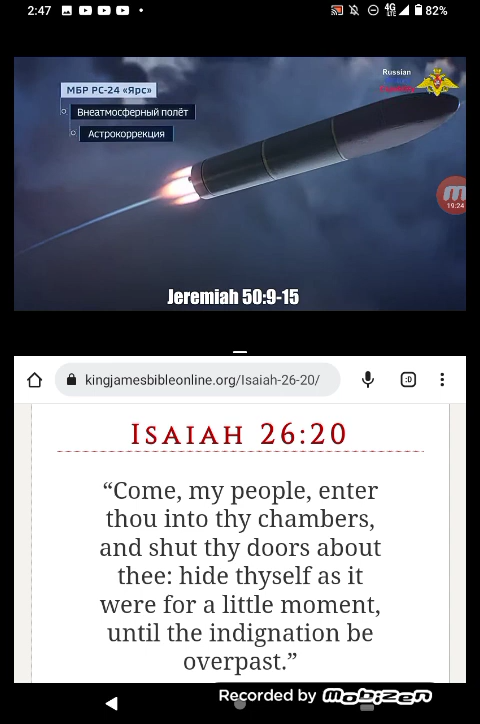 2:47
4G
LTE
82%
Russian
МБР РС-24 «Ярс»
Внеатмосферный полёт
Астрокоррекция
19:24
Jeremiah 50:9-15
kingjamesbibleonline.org/Isaiah-26-20/
:D
Isaiah 26:20
“Come, my people, enter
thou into thy chambers,
and shut thy doors about
thee: hide thyself as it
were for a little moment,
until the indignation be
overpast.”
Recorded by Mobizen